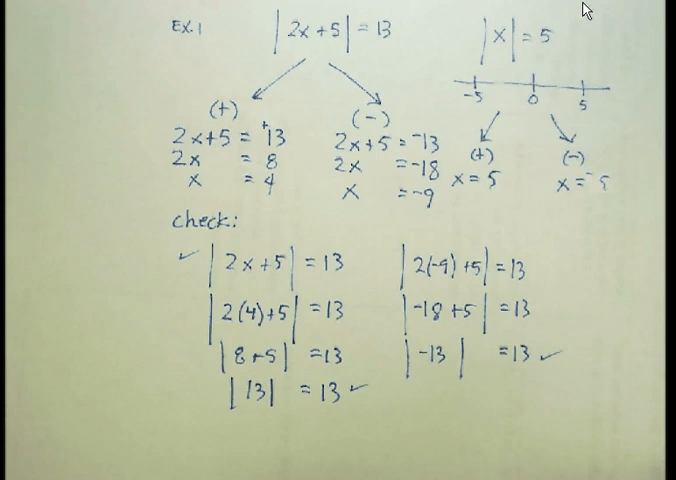 Ex. 1
|2x+5| = 13
(+)
2x+5 = +13
2x = 8
x = 4
(-)
2x+5 = -13
2x = -18
x = -9
|x| = 5
-5 0 5
(+)
x = 5
(-)
x = -5
check:
✓ |2x+5| = 13
|2(4)+5| = 13
|8+5| = 13
|13| = 13 ✓
|2(-9)+5| = 13
|-18+5| = 13
|-13| = 13 ✓